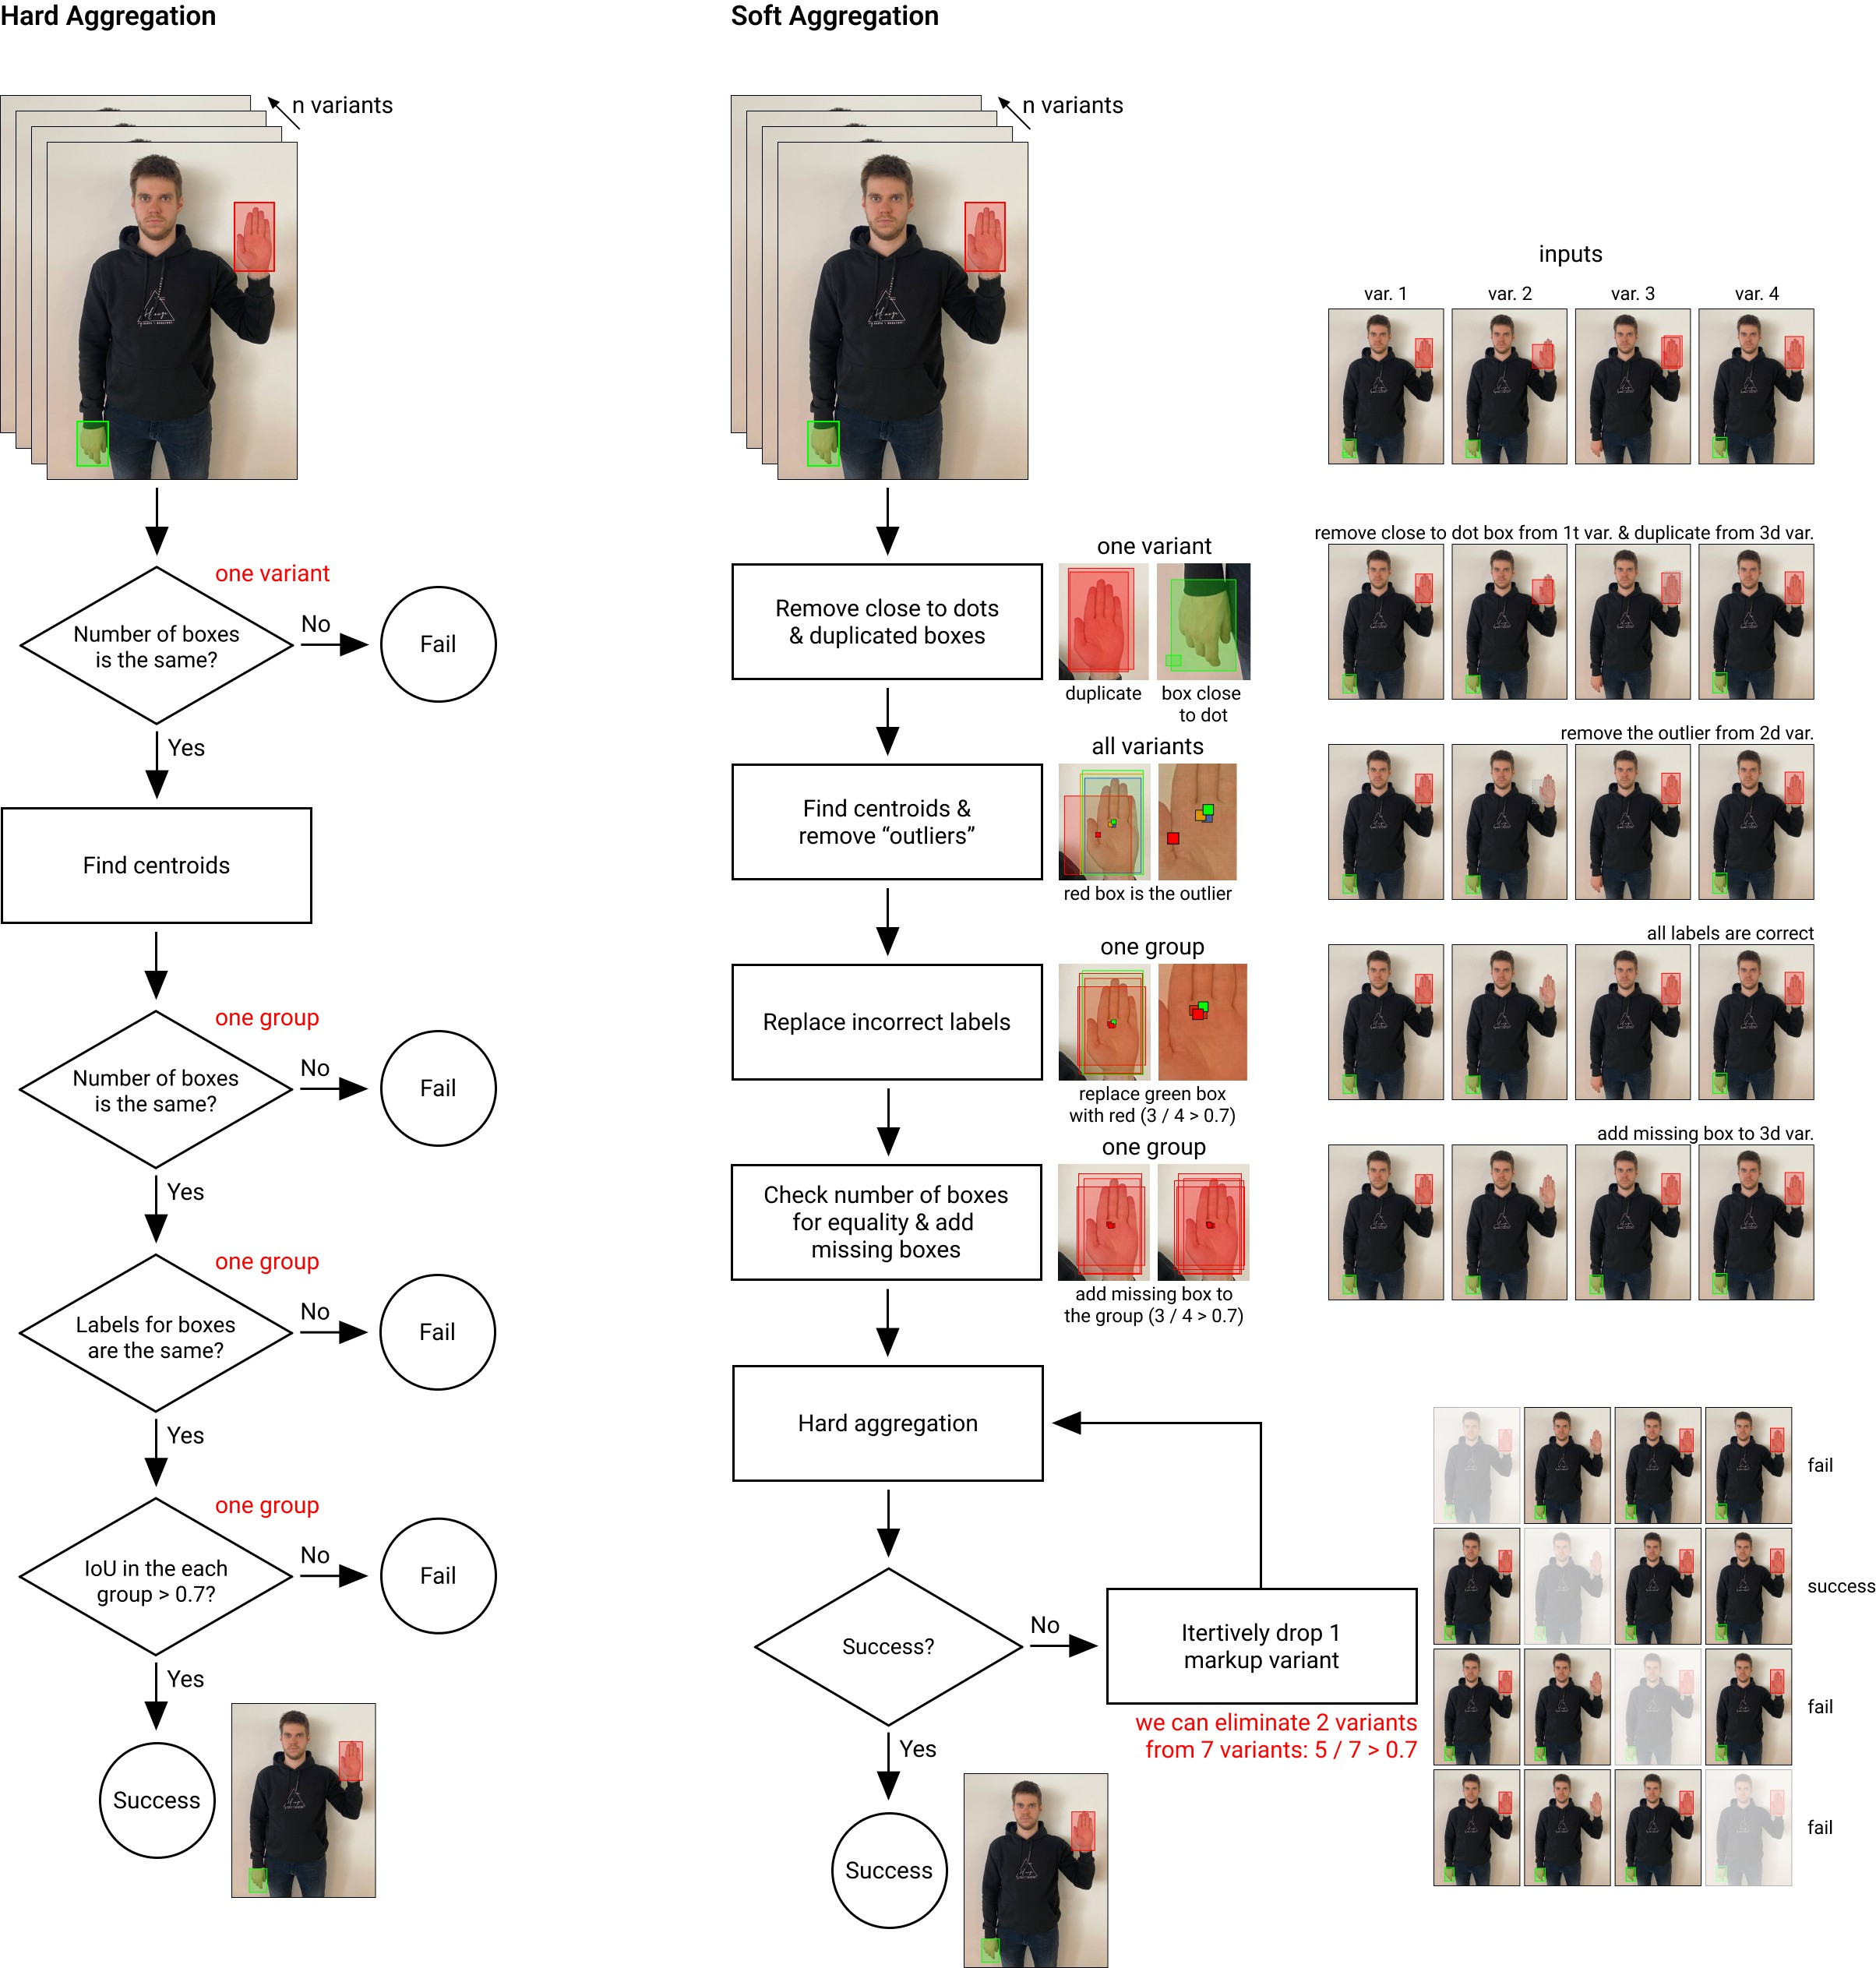 Hard Aggregation
n variants
one variant
Number of boxes
is the same?
No
Fail
Yes
Find centroids
one group
Number of boxes
is the same?
No
Fail
Yes
one group
Labels for boxes
are the same?
No
Fail
Yes
one group
IoU in the each
group > 0.7?
No
Fail
Yes
Success
Soft Aggregation
n variants
Remove close to dots
& duplicated boxes
one variant
duplicate
box close
to dot
Find centroids &
remove “outliers”
all variants
red box is the outlier
Replace incorrect labels
one group
replace green box
with red (3 / 4 > 0.7)
Check number of boxes
for equality & add
missing boxes
one group
add missing box to
the group (3 / 4 > 0.7)
Hard aggregation
Success?
No
Itertively drop 1
markup variant
we can eliminate 2 variants
from 7 variants: 5 / 7 > 0.7
Yes
Success
inputs
var. 1
var. 2
var. 3
var. 4
remove close to dot box from 1t var. & duplicate from 3d var.
remove the outlier from 2d var.
all labels are correct
add missing box to 3d var.
fail
success
fail
fail